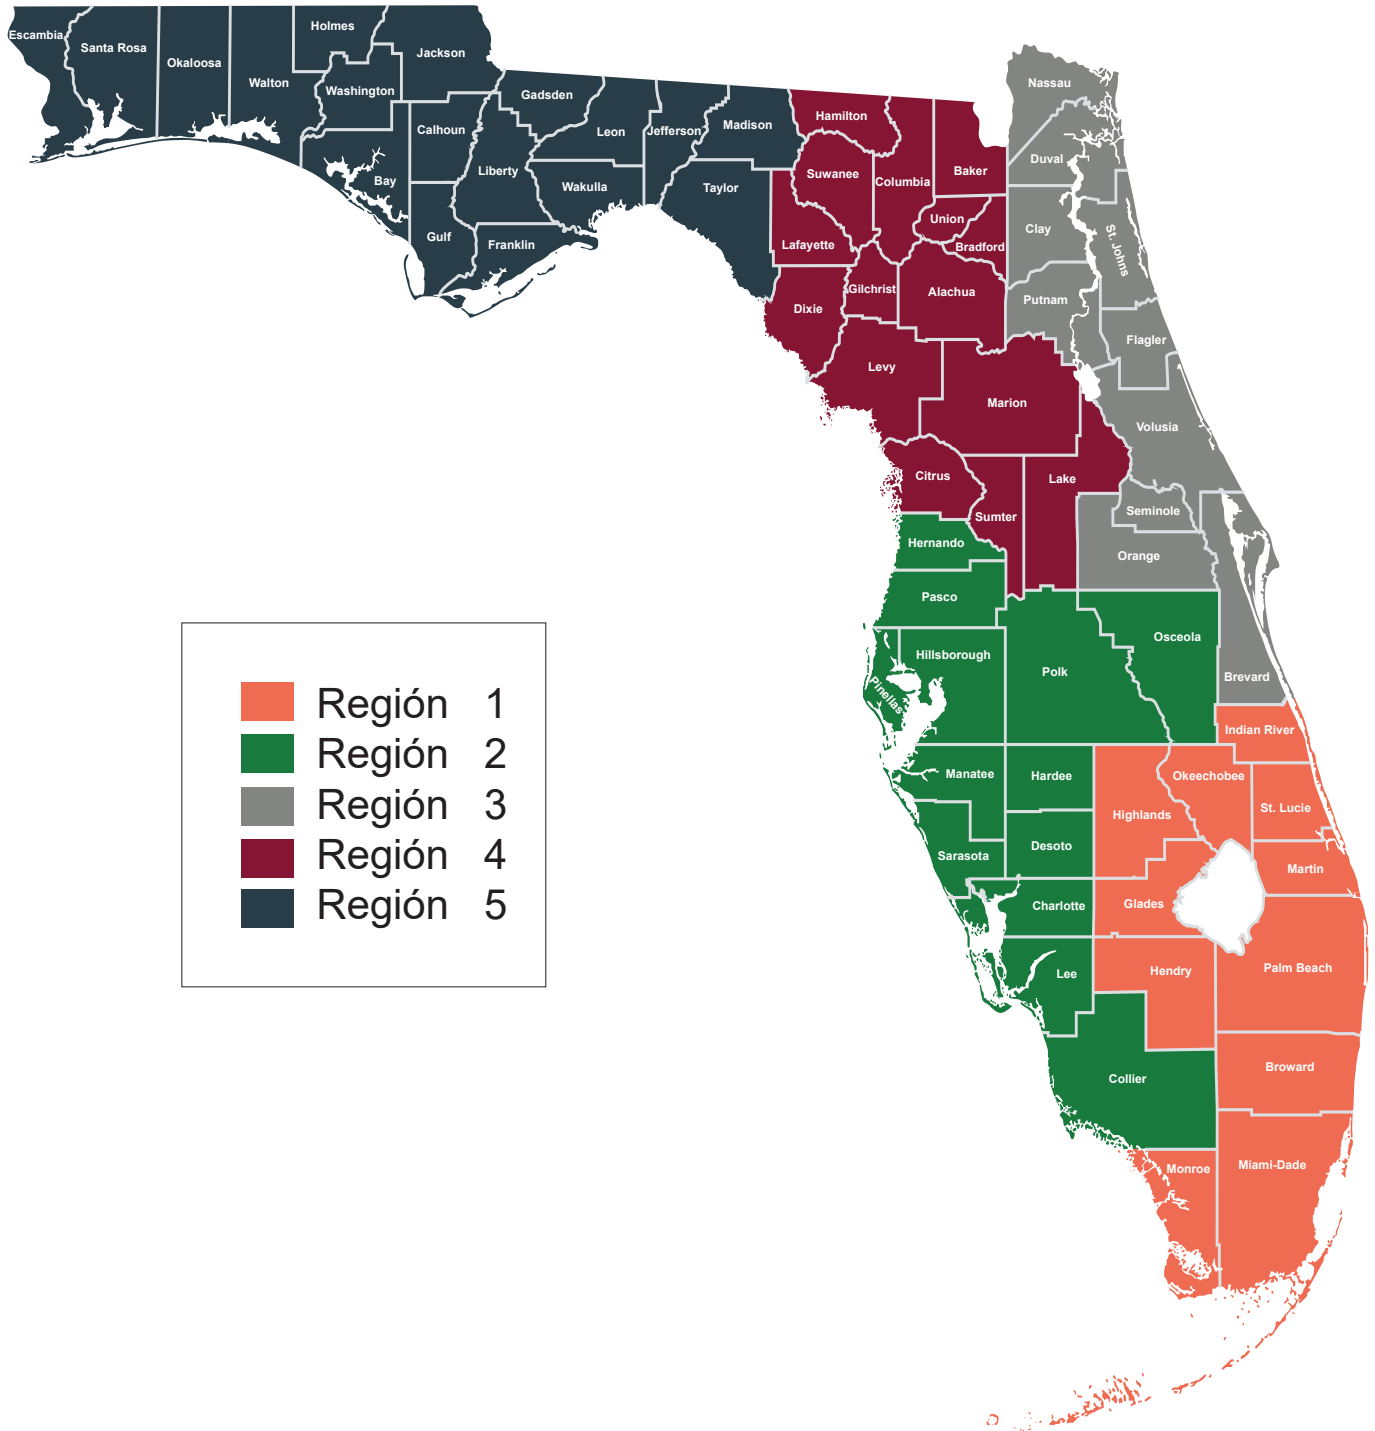 Escambia
Santa Rosa
Okaloosa
Walton
Holmes
Washington
Jackson
Calhoun
Bay
Gulf
Gadsden
Liberty
Franklin
Leon
Wakulla
Jefferson
Madison
Taylor
Hamilton
Suwanee
Columbia
Baker
Union
Bradford
Lafayette
Gilchrist
Alachua
Dixie
Levy
Marion
Citrus
Sumter
Lake
Nassau
Duval
Clay
St. Johns
Putnam
Flagler
Volusia
Seminole
Orange
Brevard
Hernando
Pasco
Hillsborough
Pinellas
Polk
Osceola
Manatee
Hardee
Sarasota
Desoto
Charlotte
Lee
Collier
Indian River
Okeechobee
Highlands
St. Lucie
Martin
Glades
Hendry
Palm Beach
Broward
Miami-Dade
Monroe
Región 1
Región 2
Región 3
Región 4
Región 5